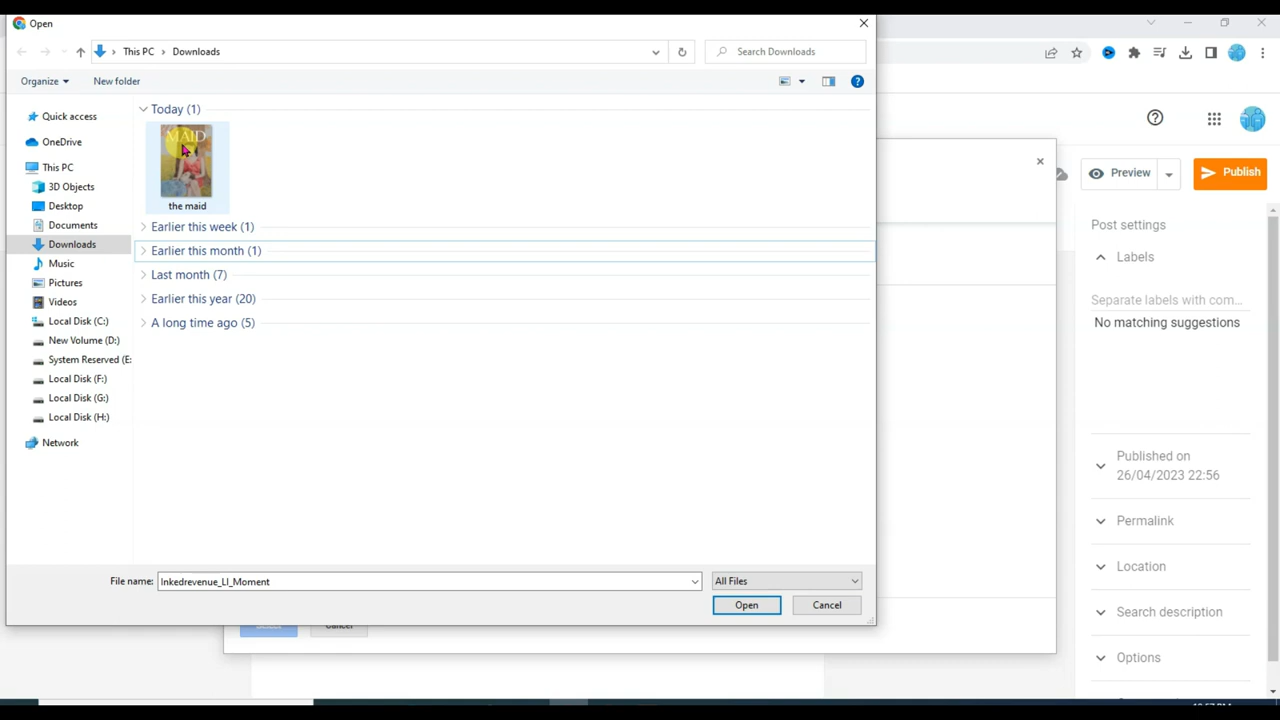 Open
This PC
Downloads
Search Downloads
Organize
New folder
Quick access
OneDrive
This PC
3D Objects
Desktop
Documents
Downloads
Music
Pictures
Videos
Local Disk (C:)
New Volume (D:)
System Reserved (E:
Local Disk (F:)
Local Disk (G:)
Local Disk (H:)
Network
Today (1)
MAID
the maid
Earlier this week (1)
Earlier this month (1)
Last month (7)
Earlier this year (20)
A long time ago (5)
File name:
Inkedrevenue_LI_Moment
All Files
Open
Cancel
Cancel
Preview
Publish
Post settings
Labels
Separate labels with com...
No matching suggestions
Published on
26/04/2023 22:56
Permalink
Location
Search description
Options